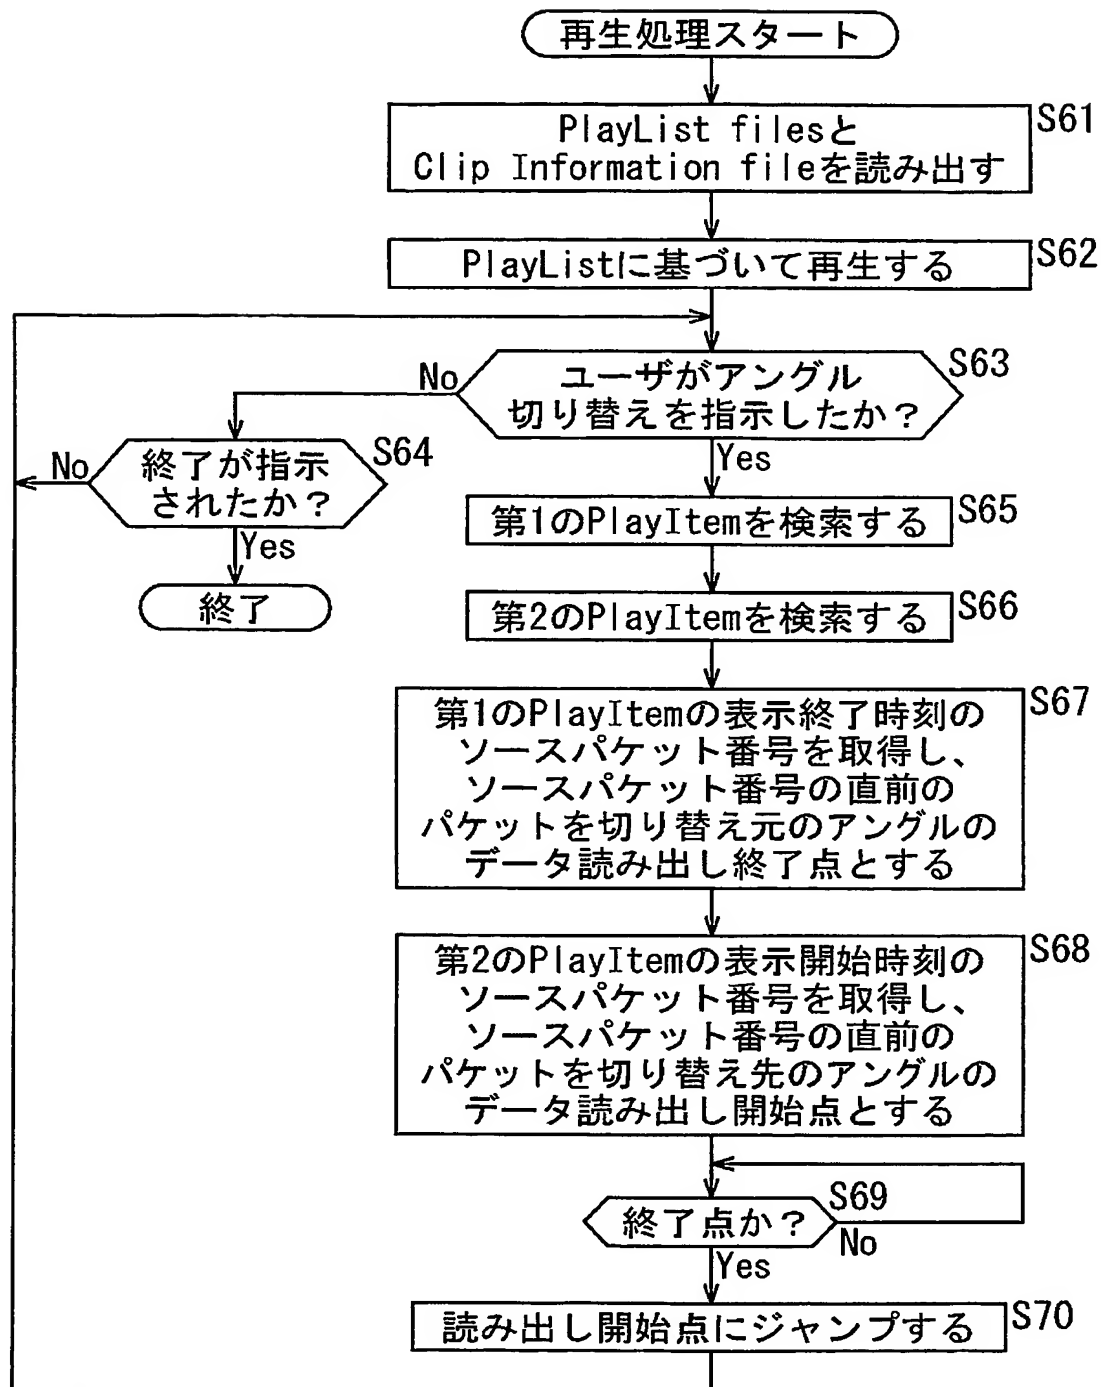 再生処理スタート
S61
PlayList filesと
Clip Information fileを読み出す
S62
PlayListに基づいて再生する
S63
ユーザがアングル
切り替えを指示したか?
No
Yes
S64
終了が指示
されたか?
No
Yes
終了
S65
第1のPlayItemを検索する
S66
第2のPlayItemを検索する
S67
第1のPlayItemの表示終了時刻の
ソースパケット番号を取得し、
ソースパケット番号の直前の
パケットを切り替え元のアングルの
データ読み出し終了点とする
S68
第2のPlayItemの表示開始時刻の
ソースパケット番号を取得し、
ソースパケット番号の直前の
パケットを切り替え先のアングルの
データ読み出し開始点とする
S69
終了点か?
No
Yes
S70
読み出し開始点にジャンプする